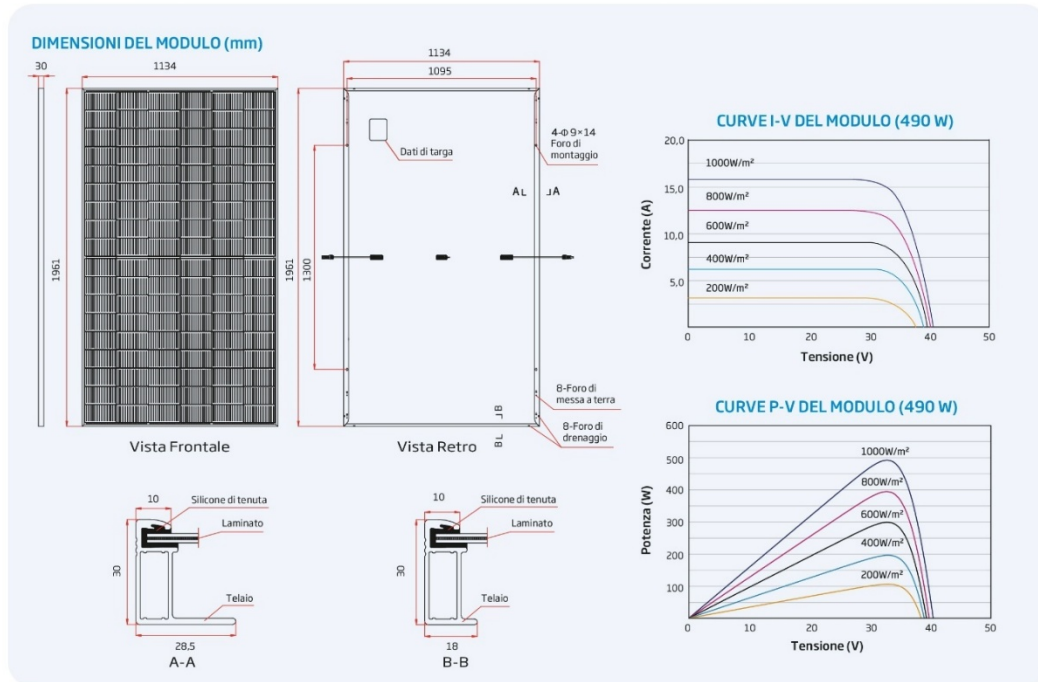 DIMENSIONI DEL MODULO (mm)
30
1134
1961
Vista Frontale
1134
1095
Dati di targa
4-Φ 9×14
Foro di
montaggio
A
A
1961
1300
8-Foro di
messa a terra
8-Foro di
drenaggio
B
B
Vista Retro
10
Silicone di tenuta
Laminato
30
Telaio
28,5
A-A
10
Silicone di tenuta
Laminato
30
Telaio
18
B-B
CURVE I-V DEL MODULO (490 W)
20,0
15,0
10,0
5,0
Corrente (A)
1000W/m²
800W/m²
600W/m²
400W/m²
200W/m²
0 10 20 30 40 50
Tensione (V)
CURVE P-V DEL MODULO (490 W)
600
500
400
300
200
100
Potenza (W)
1000W/m²
800W/m²
600W/m²
400W/m²
200W/m²
0 10 20 30 40 50
Tensione (V)